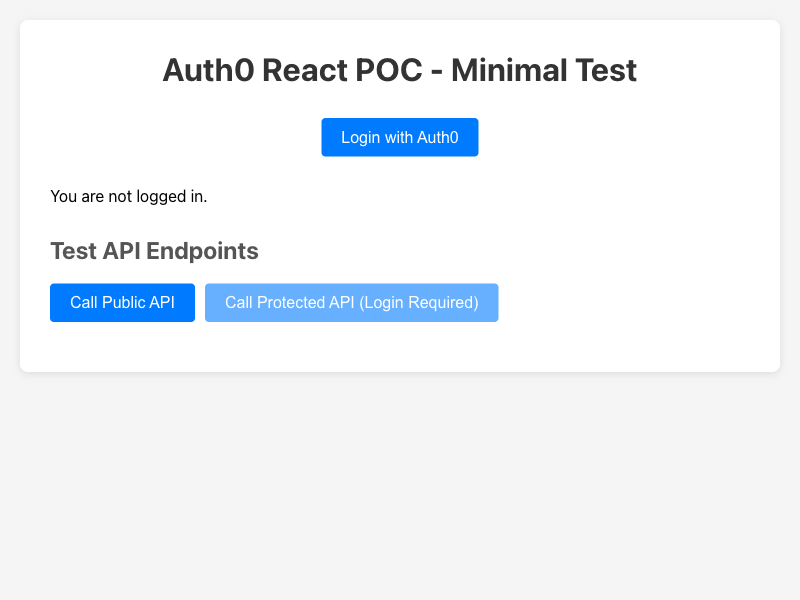 Auth0 React POC - Minimal Test
Login with Auth0
You are not logged in.
Test API Endpoints
Call Public API
Call Protected API (Login Required)